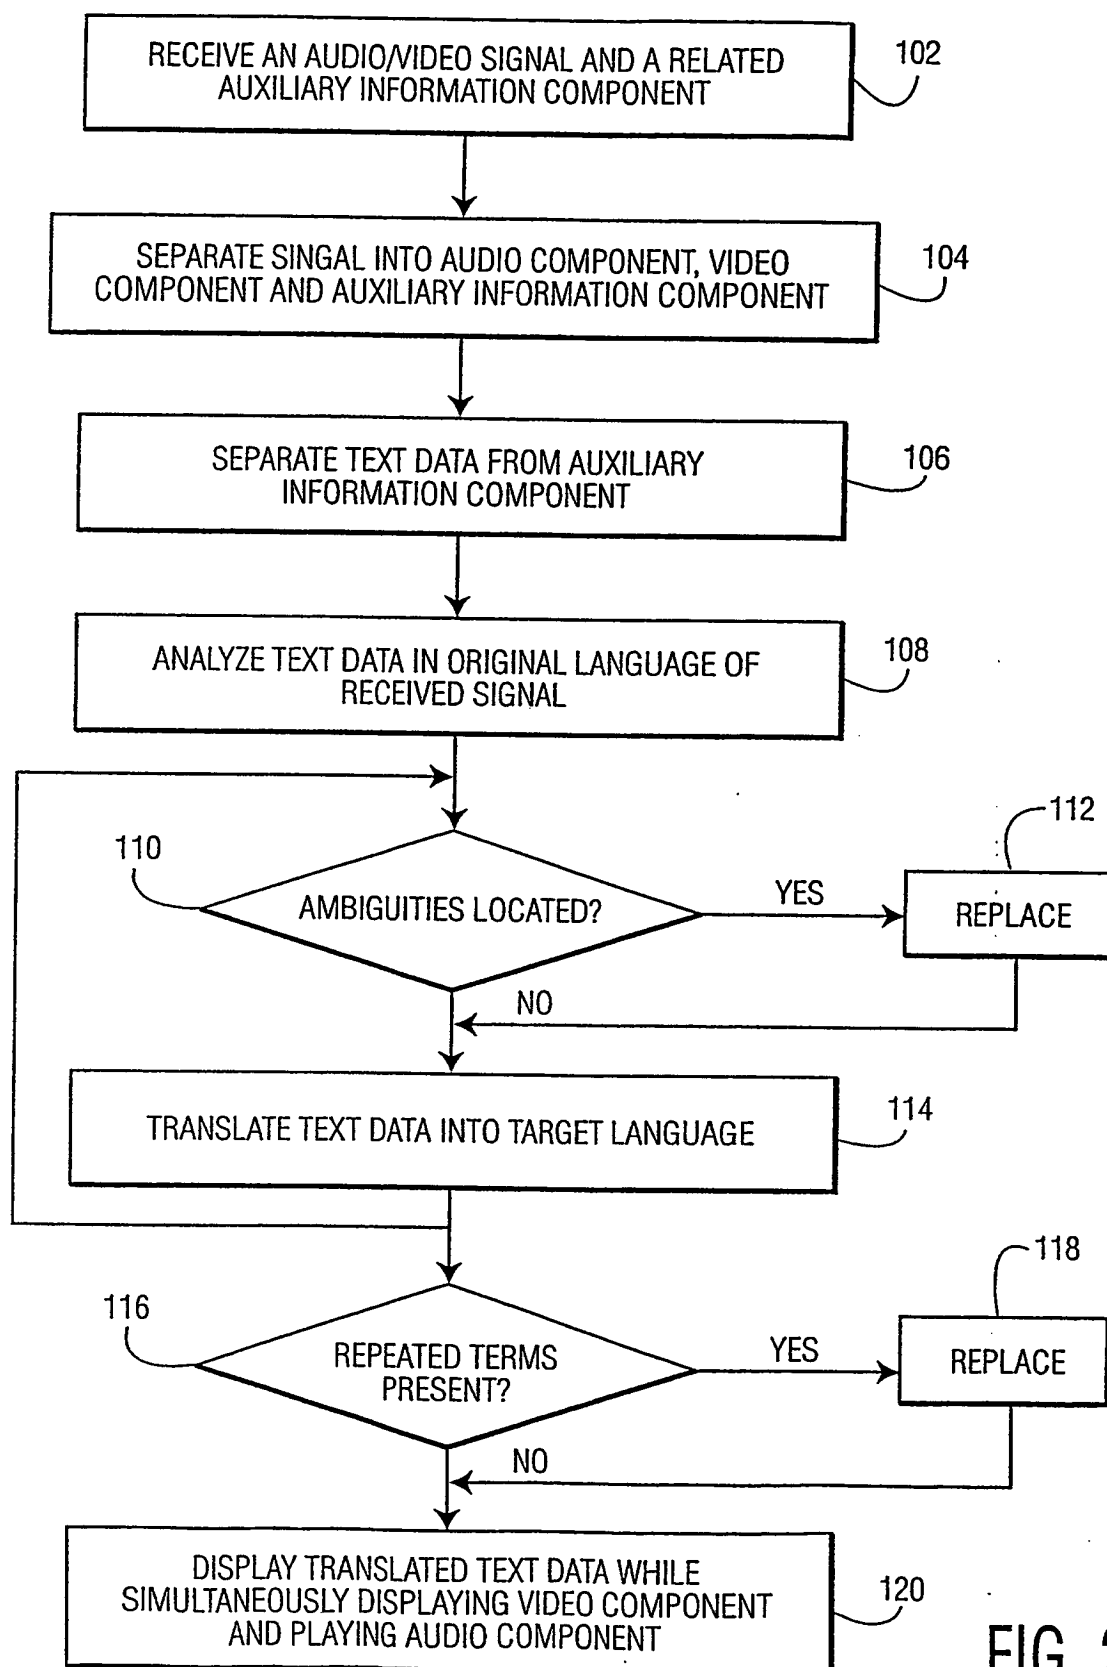 RECEIVE AN AUDIO/VIDEO SIGNAL AND A RELATED
AUXILIARY INFORMATION COMPONENT
102
SEPARATE SINGAL INTO AUDIO COMPONENT, VIDEO
COMPONENT AND AUXILIARY INFORMATION COMPONENT
104
SEPARATE TEXT DATA FROM AUXILIARY
INFORMATION COMPONENT
106
ANALYZE TEXT DATA IN ORIGINAL LANGUAGE OF
RECEIVED SIGNAL
108
110
AMBIGUITIES LOCATED?
YES
112
REPLACE
NO
TRANSLATE TEXT DATA INTO TARGET LANGUAGE
114
116
REPEATED TERMS
PRESENT?
YES
118
REPLACE
NO
DISPLAY TRANSLATED TEXT DATA WHILE
SIMULTANEOUSLY DISPLAYING VIDEO COMPONENT
AND PLAYING AUDIO COMPONENT
120
FIG.